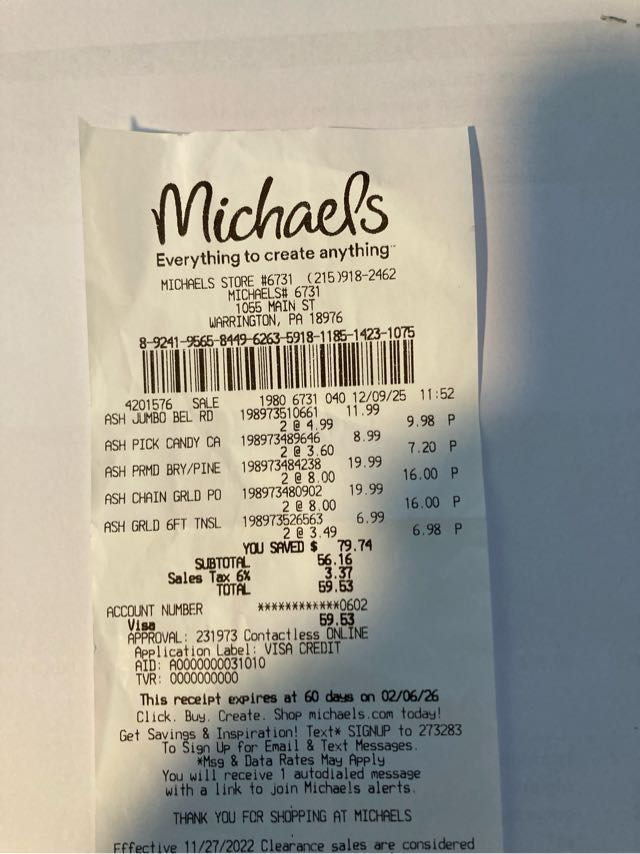 Michaels
Everything to create anything™
MICHAELS STORE #6731 (215)918-2462
MICHAELS# 6731
1055 MAIN ST
WARRINGTON, PA 18976
8-9241-9565-8449-6263-5918-1185-1423-1075
4201576 SALE 1980 6731 040 12/09/25 11:52
ASH JUMBO BEL RD 198973510661 11.99
2 @ 4.99 9.98 P
ASH PICK CANDY CA 198973489646 8.99
2 @ 3.60 7.20 P
ASH PRMD BRY/PINE 198973484238 19.99
2 @ 8.00 16.00 P
ASH CHAIN GRLD PO 198973480902 19.99
2 @ 8.00 16.00 P
ASH GRLD 6FT TNSL 198973526563 6.99
2 @ 3.49 6.98 P
YOU SAVED $ 79.74
SUBTOTAL 56.16
Sales Tax 6% 3.37
TOTAL 59.53
ACCOUNT NUMBER ************0602
Visa 59.53
APPROVAL: 231973 Contactless ONLINE
Application Label: VISA CREDIT
AID: A0000000031010
TVR: 0000000000
This receipt expires at 60 days on 02/06/26
Click. Buy. Create. Shop michaels.com today!
Get Savings & Inspiration! Text* SIGNUP to 273283
To Sign Up for Email & Text Messages.
*Msg & Data Rates May Apply
You will receive 1 autodialed message
with a link to join Michaels alerts.
THANK YOU FOR SHOPPING AT MICHAELS
Effective 11/27/2022 Clearance sales are considered